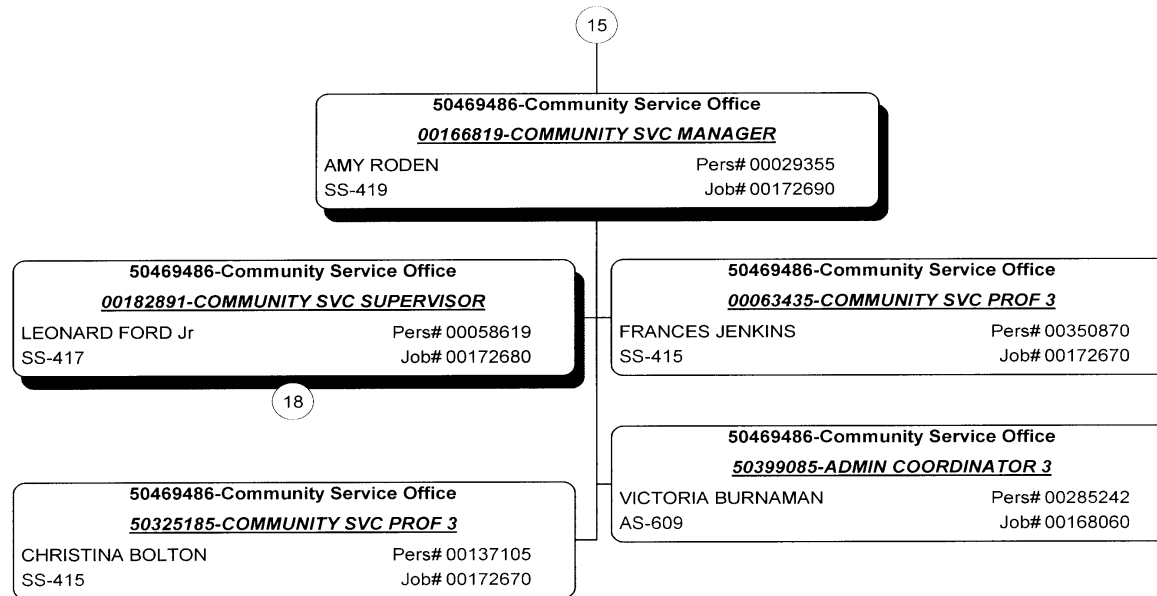 15
50469486-Community Service Office
00166819-COMMUNITY SVC MANAGER
AMY RODEN Pers# 00029355
SS-419 Job# 00172690
50469486-Community Service Office
00182891-COMMUNITY SVC SUPERVISOR
LEONARD FORD Jr Pers# 00058619
SS-417 Job# 00172680
18
50469486-Community Service Office
00063435-COMMUNITY SVC PROF 3
FRANCES JENKINS Pers# 00350870
SS-415 Job# 00172670
50469486-Community Service Office
50399085-ADMIN COORDINATOR 3
VICTORIA BURNAMAN Pers# 00285242
AS-609 Job# 00168060
50469486-Community Service Office
50325185-COMMUNITY SVC PROF 3
CHRISTINA BOLTON Pers# 00137105
SS-415 Job# 00172670